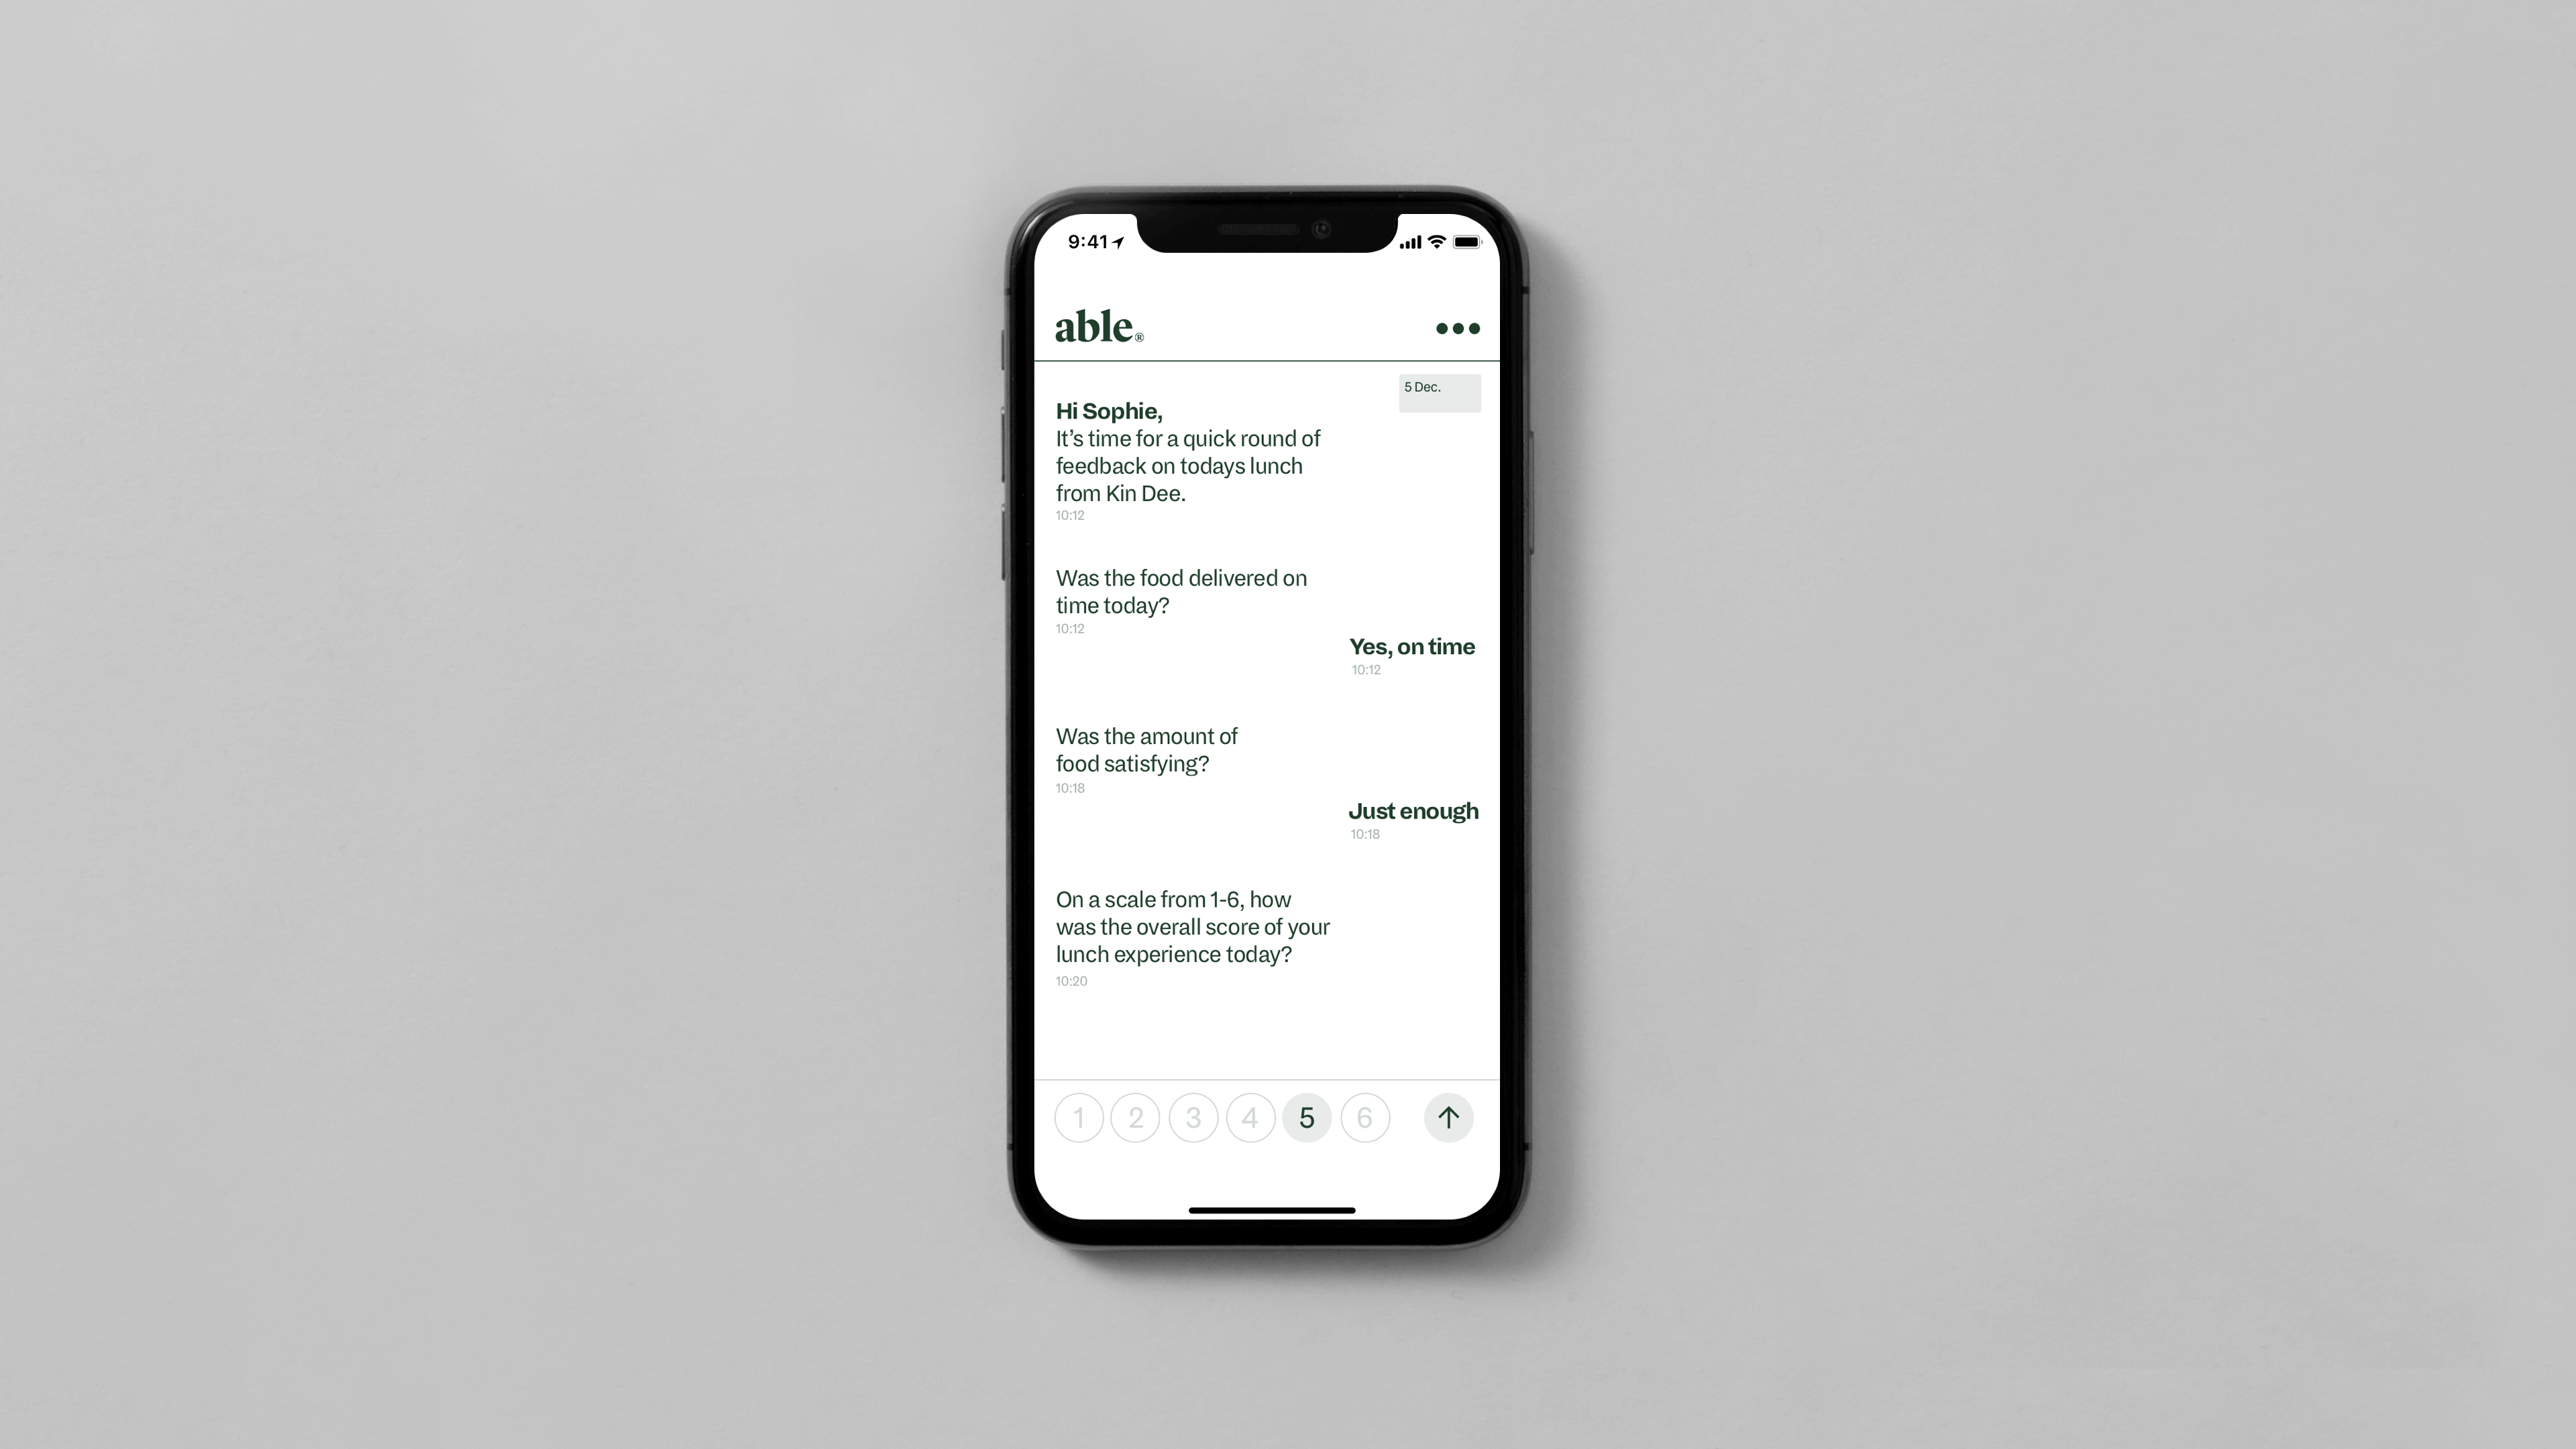 9:41
able®
5 Dec.
Hi Sophie,
It’s time for a quick round of
feedback on todays lunch
from Kin Dee.
10:12
Was the food delivered on
time today?
10:12
Yes, on time
10:12
Was the amount of
food satisfying?
10:18
Just enough
10:18
On a scale from 1-6, how
was the overall score of your
lunch experience today?
10:20
1 2 3 4 5 6